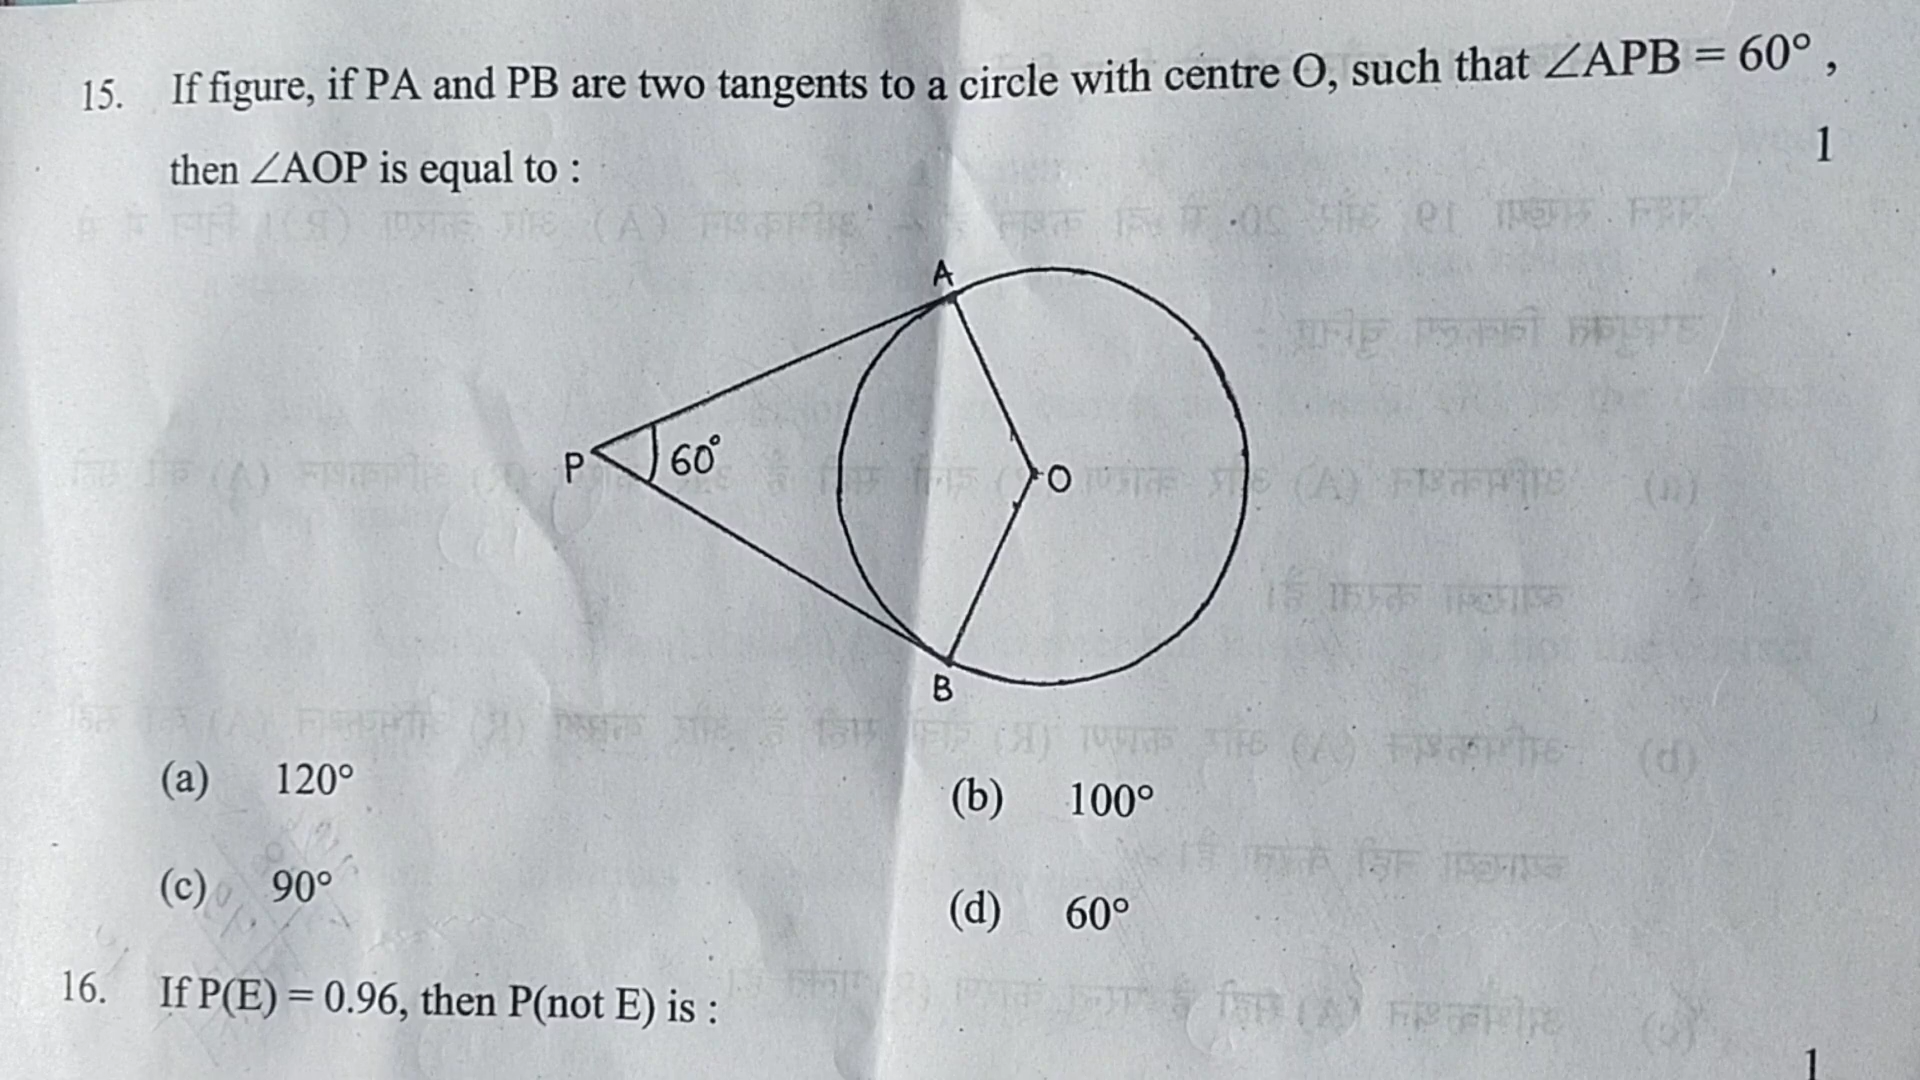 15. If figure, if PA and PB are two tangents to a circle with centre O, such that ∠APB = 60° ,
then ∠AOP is equal to :
1
A
P
60°
O
B
(a) 120°
(b) 100°
(c) 90°
(d) 60°
16. If P(E) = 0.96, then P(not E) is :
1